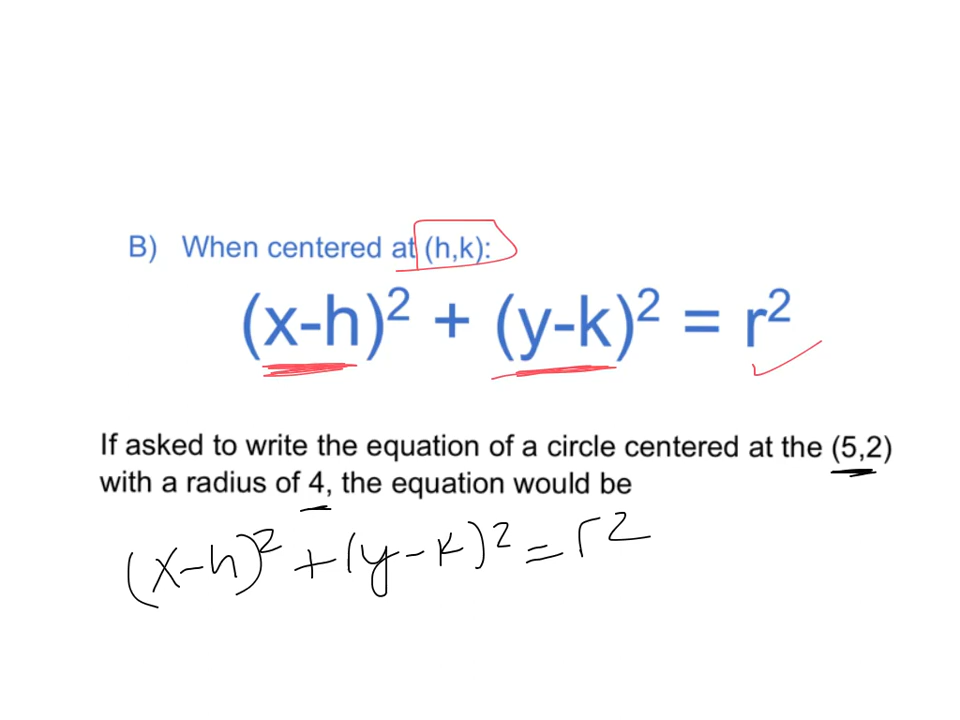 B) When centered at (h,k):
(x-h)² + (y-k)² = r²
If asked to write the equation of a circle centered at the (5,2)
with a radius of 4, the equation would be
(x-h)² + (y-k)² = r²